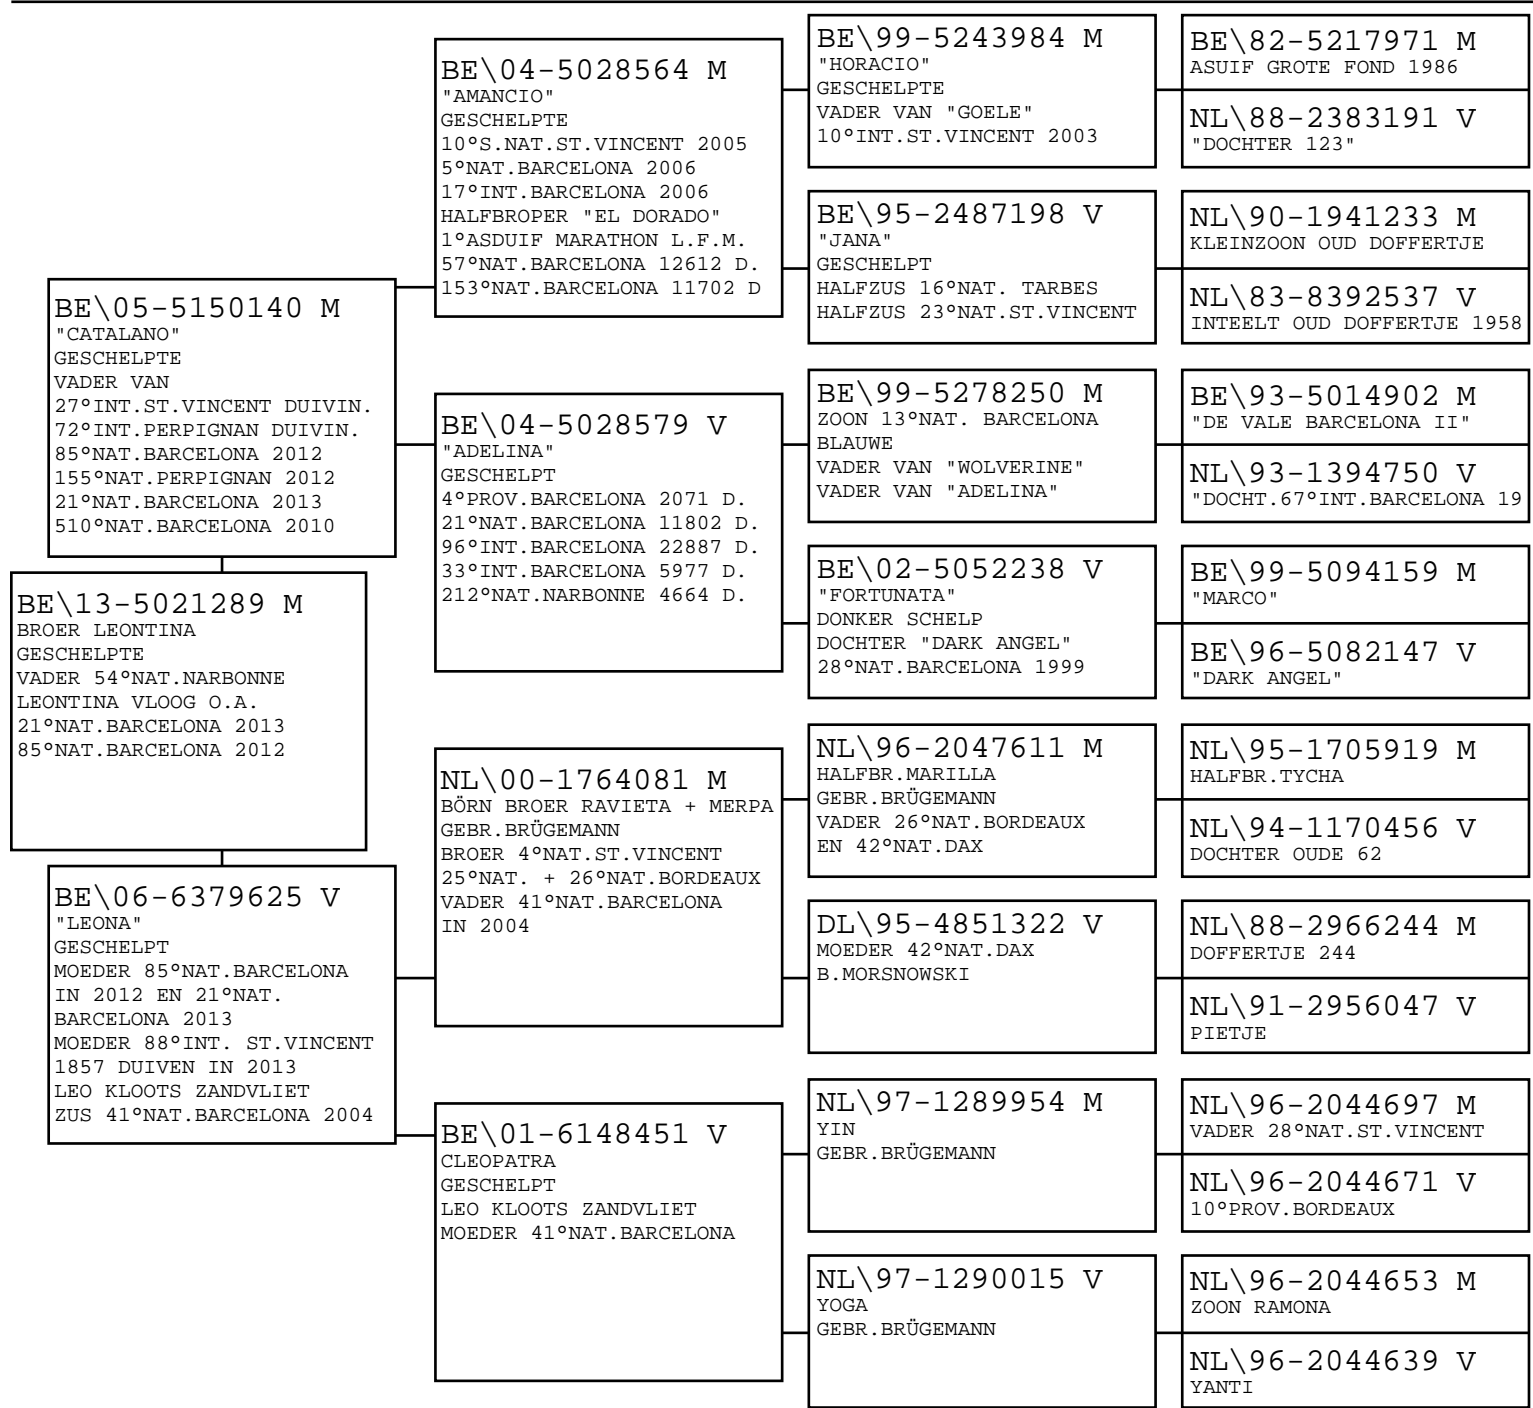 BE\13-5021289 M
BROER LEONTINA
GESCHELPTE
VADER 54°NAT.NARBONNE
LEONTINA VLOOG O.A.
21°NAT.BARCELONA 2013
85°NAT.BARCELONA 2012
BE\05-5150140 M
"CATALANO"
GESCHELPTE
VADER VAN
27°INT.ST.VINCENT DUIVIN.
72°INT.PERPIGNAN DUIVIN.
85°NAT.BARCELONA 2012
155°NAT.PERPIGNAN 2012
21°NAT.BARCELONA 2013
510°NAT.BARCELONA 2010
BE\06-6379625 V
"LEONA"
GESCHELPT
MOEDER 85°NAT.BARCELONA
IN 2012 EN 21°NAT.
BARCELONA 2013
MOEDER 88°INT. ST.VINCENT
1857 DUIVEN IN 2013
LEO KLOOTS ZANDVLIET
ZUS 41°NAT.BARCELONA 2004
BE\04-5028564 M
"AMANCIO"
GESCHELPTE
10°S.NAT.ST.VINCENT 2005
5°NAT.BARCELONA 2006
17°INT.BARCELONA 2006
HALFBROPER "EL DORADO"
1°ASDUIF MARATHON L.F.M.
57°NAT.BARCELONA 12612 D.
153°NAT.BARCELONA 11702 D
BE\04-5028579 V
"ADELINA"
GESCHELPT
4°PROV.BARCELONA 2071 D.
21°NAT.BARCELONA 11802 D.
96°INT.BARCELONA 22887 D.
33°INT.BARCELONA 5977 D.
212°NAT.NARBONNE 4664 D.
NL\00-1764081 M
BÖRN BROER RAVIETA + MERPA
GEBR.BRÜGEMANN
BROER 4°NAT.ST.VINCENT
25°NAT. + 26°NAT.BORDEAUX
VADER 41°NAT.BARCELONA
IN 2004
BE\01-6148451 V
CLEOPATRA
GESCHELPT
LEO KLOOTS ZANDVLIET
MOEDER 41°NAT.BARCELONA
BE\99-5243984 M
"HORACIO"
GESCHELPTE
VADER VAN "GOELE"
10°INT.ST.VINCENT 2003
BE\95-2487198 V
"JANA"
GESCHELPT
HALFZUS 16°NAT. TARBES
HALFZUS 23°NAT.ST.VINCENT
BE\99-5278250 M
ZOON 13°NAT. BARCELONA
BLAUWE
VADER VAN "WOLVERINE"
VADER VAN "ADELINA"
BE\02-5052238 V
"FORTUNATA"
DONKER SCHELP
DOCHTER "DARK ANGEL"
28°NAT.BARCELONA 1999
NL\96-2047611 M
HALFBR.MARILLA
GEBR.BRÜGEMANN
VADER 26°NAT.BORDEAUX
EN 42°NAT.DAX
DL\95-4851322 V
MOEDER 42°NAT.DAX
B.MORSNOWSKI
NL\97-1289954 M
YIN
GEBR.BRÜGEMANN
NL\97-1290015 V
YOGA
GEBR.BRÜGEMANN
BE\82-5217971 M
ASUIF GROTE FOND 1986
NL\88-2383191 V
"DOCHTER 123"
NL\90-1941233 M
KLEINZOON OUD DOFFERTJE
NL\83-8392537 V
INTEELT OUD DOFFERTJE 1958
BE\93-5014902 M
"DE VALE BARCELONA II"
NL\93-1394750 V
"DOCHT.67°INT.BARCELONA 19
BE\99-5094159 M
"MARCO"
BE\96-5082147 V
"DARK ANGEL"
NL\95-1705919 M
HALFBR.TYCHA
NL\94-1170456 V
DOCHTER OUDE 62
NL\88-2966244 M
DOFFERTJE 244
NL\91-2956047 V
PIETJE
NL\96-2044697 M
VADER 28°NAT.ST.VINCENT
NL\96-2044671 V
10°PROV.BORDEAUX
NL\96-2044653 M
ZOON RAMONA
NL\96-2044639 V
YANTI